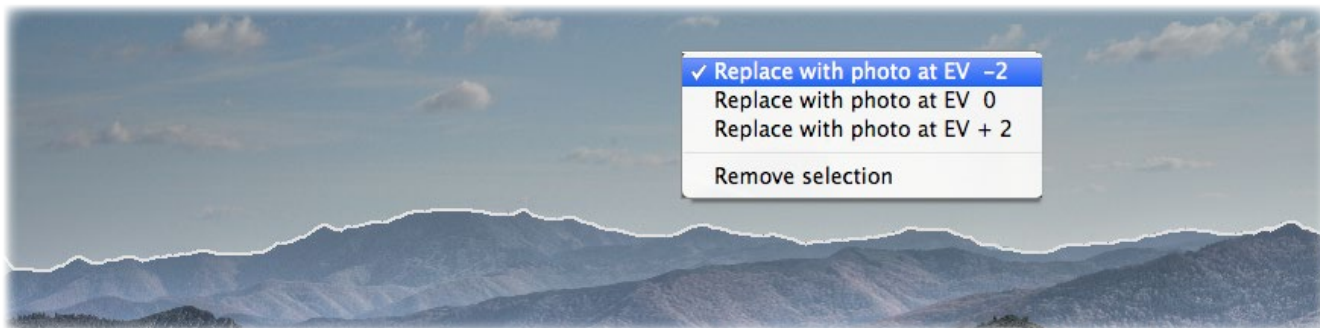 ✓ Replace with photo at EV -2
Replace with photo at EV 0
Replace with photo at EV + 2
Remove selection